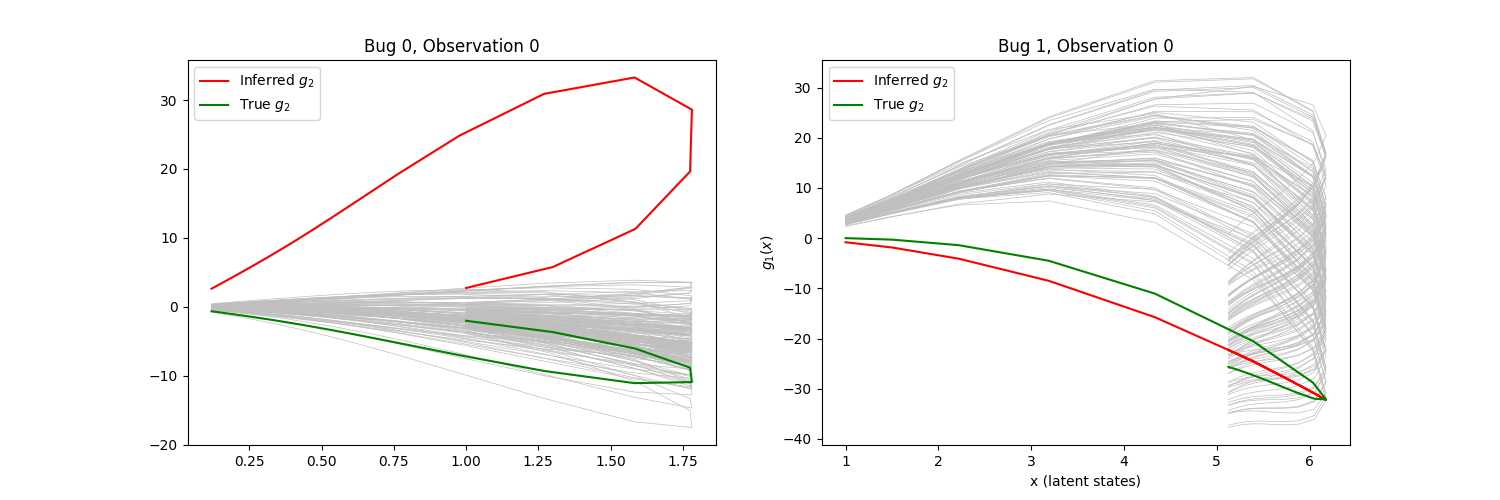 Bug 0, Observation 0
Inferred g₂
True g₂
30
20
10
0
−10
−20
0.25 0.50 0.75 1.00 1.25 1.50 1.75
Bug 1, Observation 0
Inferred g₂
True g₂
g₁(x)
30
20
10
0
−10
−20
−30
−40
1 2 3 4 5 6
x (latent states)